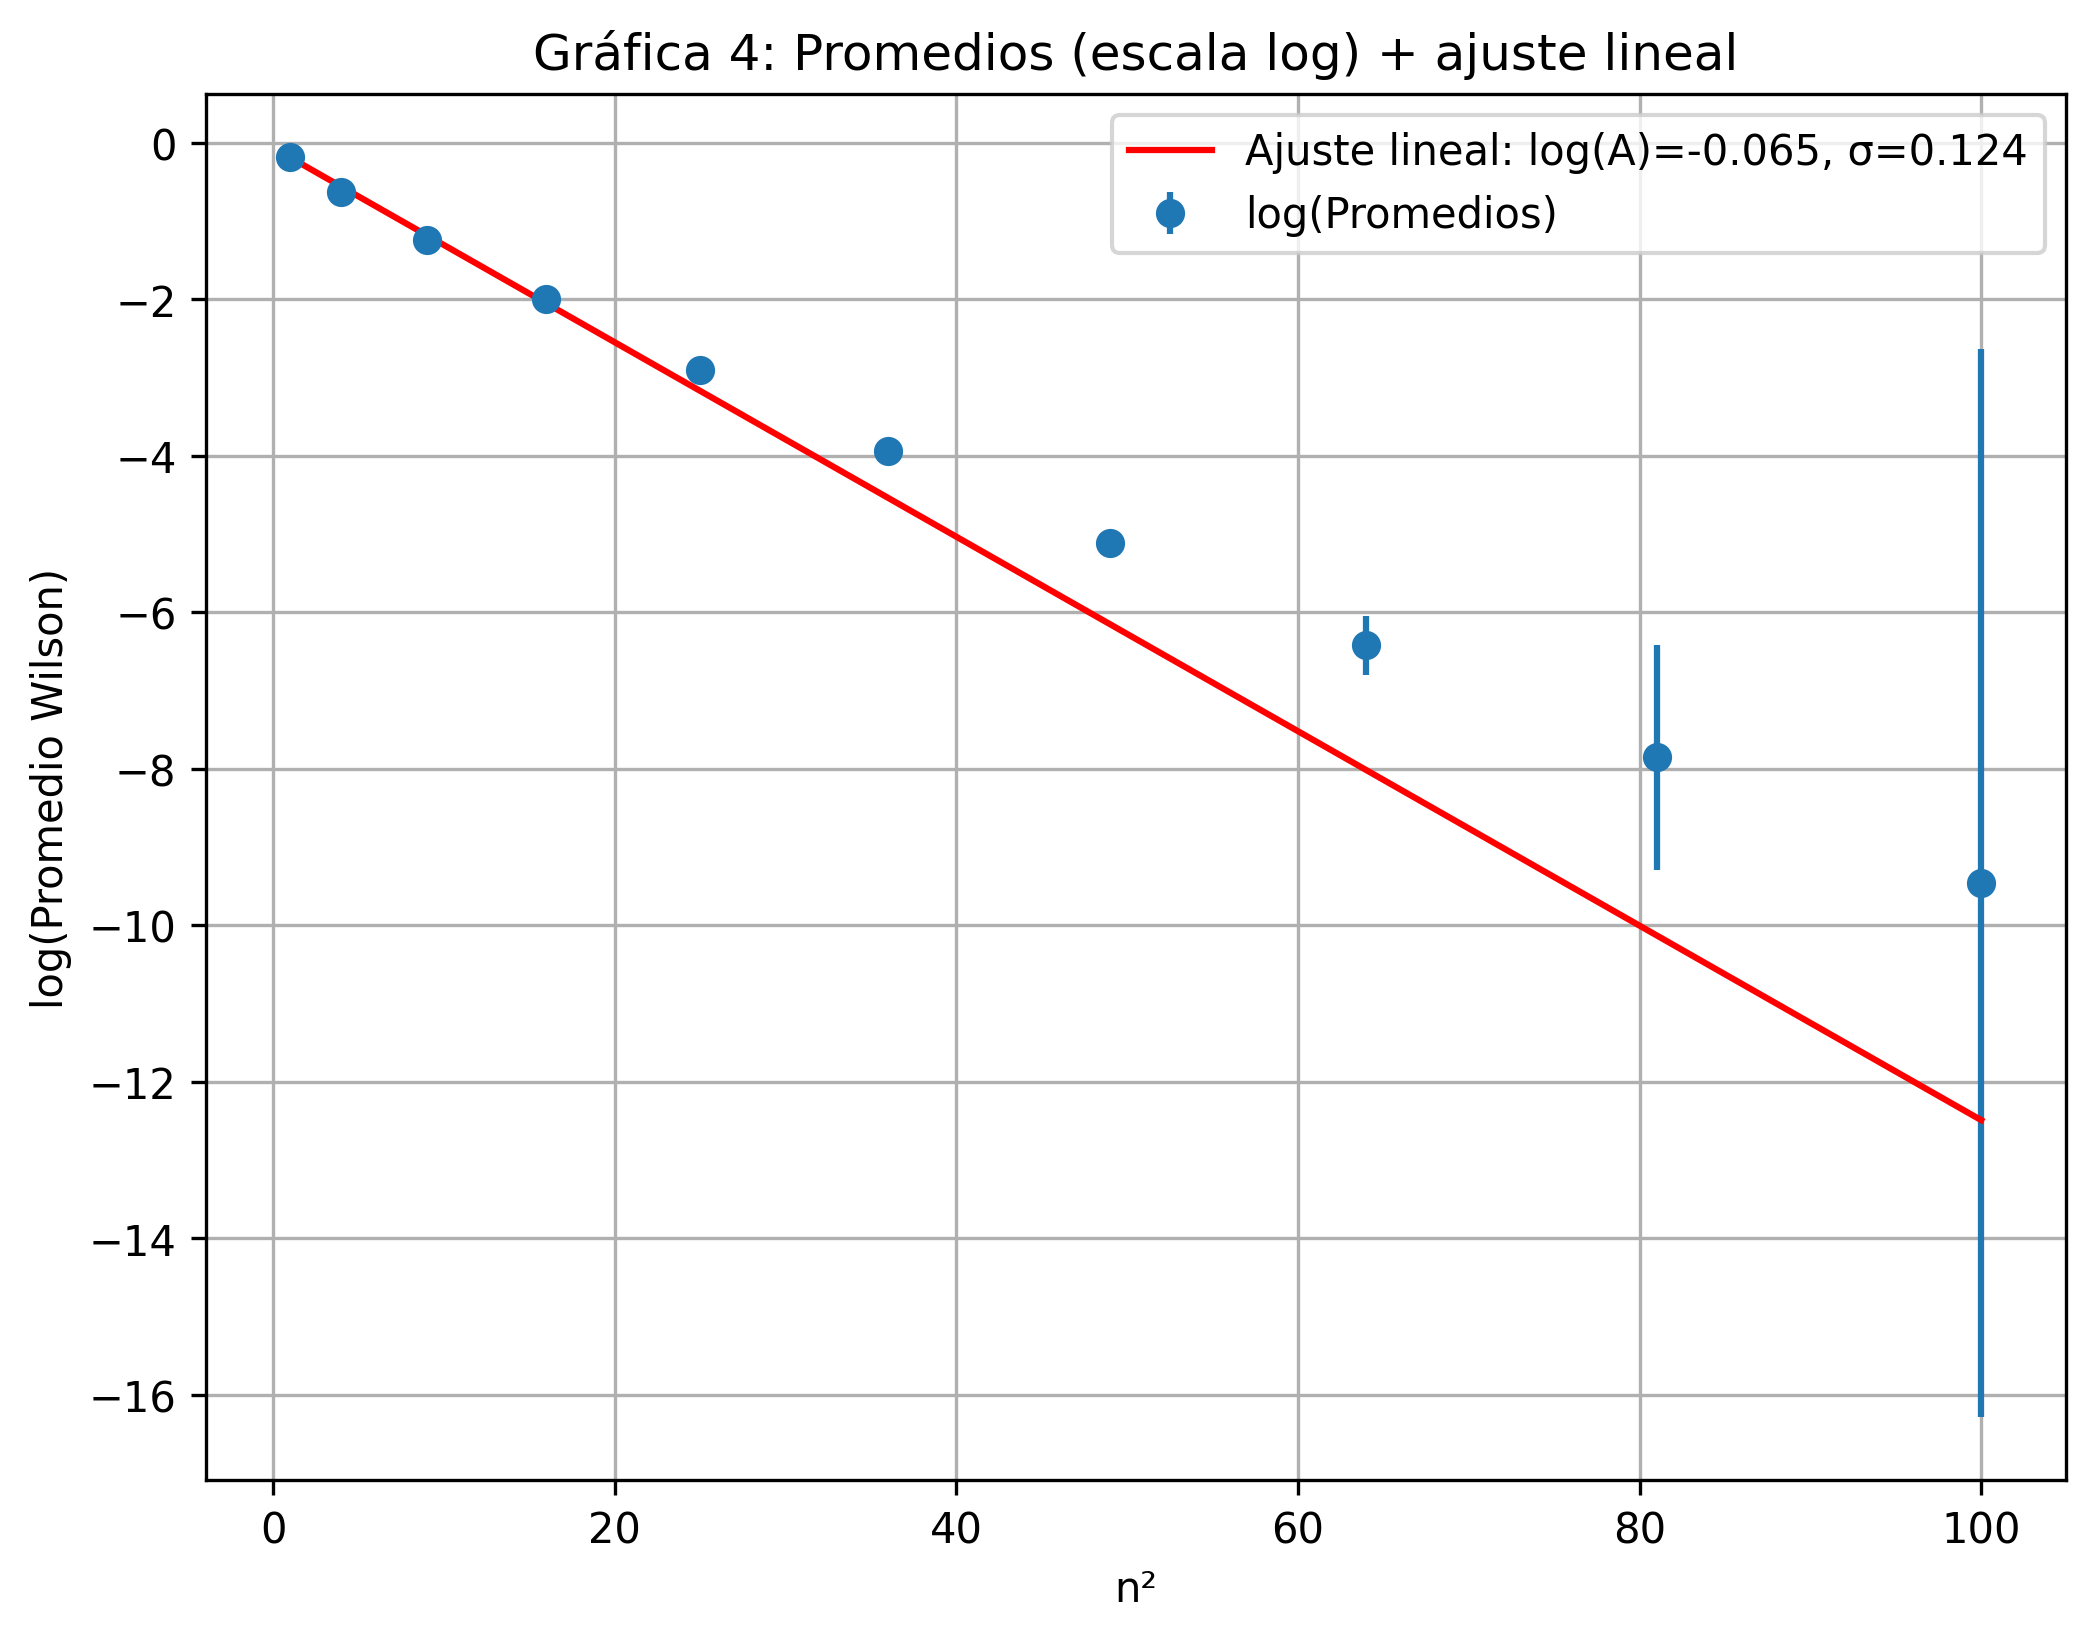 Gráfica 4: Promedios (escala log) + ajuste lineal
Ajuste lineal: log(A)=-0.065, σ=0.124
log(Promedios)
log(Promedio Wilson)
0
−2
−4
−6
−8
−10
−12
−14
−16
0 20 40 60 80 100
n²